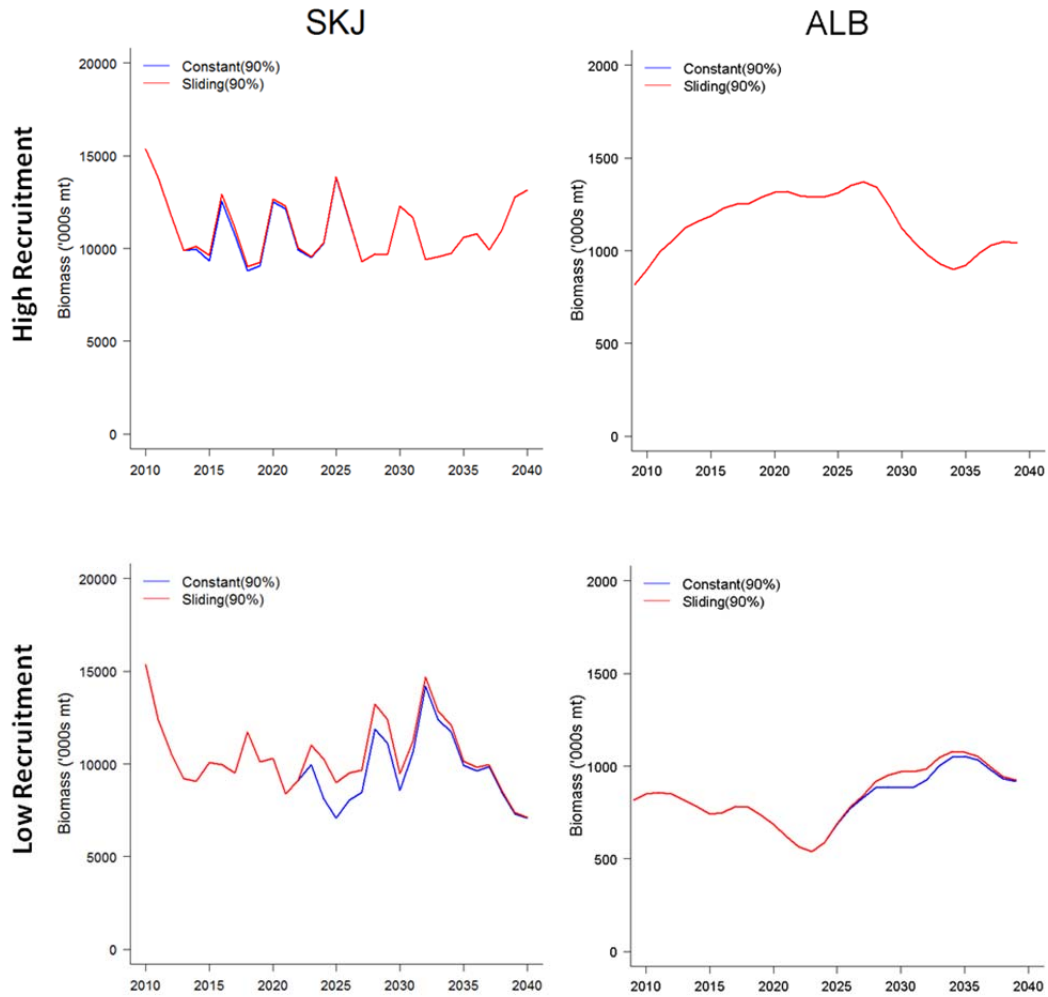 SKJ
ALB
High Recruitment
Biomass ('000s mt)
20000
15000
10000
5000
0
Constant(90%)
Sliding(90%)
2010 2015 2020 2025 2030 2035 2040
Biomass ('000s mt)
2000
1500
1000
500
0
Constant(90%)
Sliding(90%)
2010 2015 2020 2025 2030 2035 2040
Low Recruitment
Biomass ('000s mt)
20000
15000
10000
5000
0
Constant(90%)
Sliding(90%)
2010 2015 2020 2025 2030 2035 2040
Biomass ('000s mt)
2000
1500
1000
500
0
Constant(90%)
Sliding(90%)
2010 2015 2020 2025 2030 2035 2040